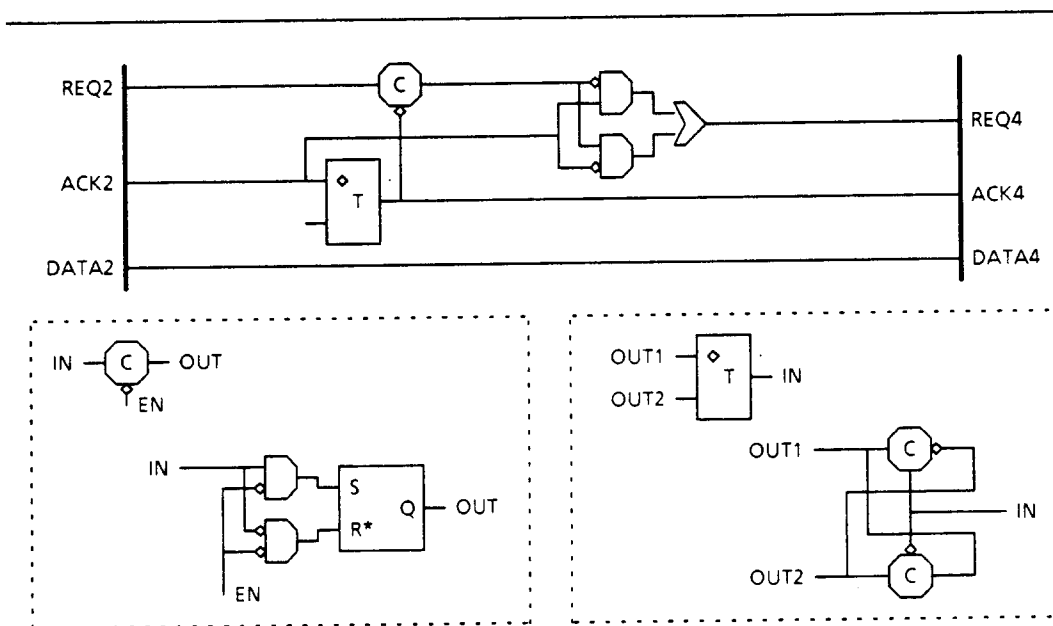 REQ2
C
REQ4
ACK2
T
ACK4
DATA2
DATA4
IN
C
OUT
EN
IN
S
Q
OUT
R*
EN
OUT1
T
IN
OUT2
OUT1
C
IN
OUT2
C